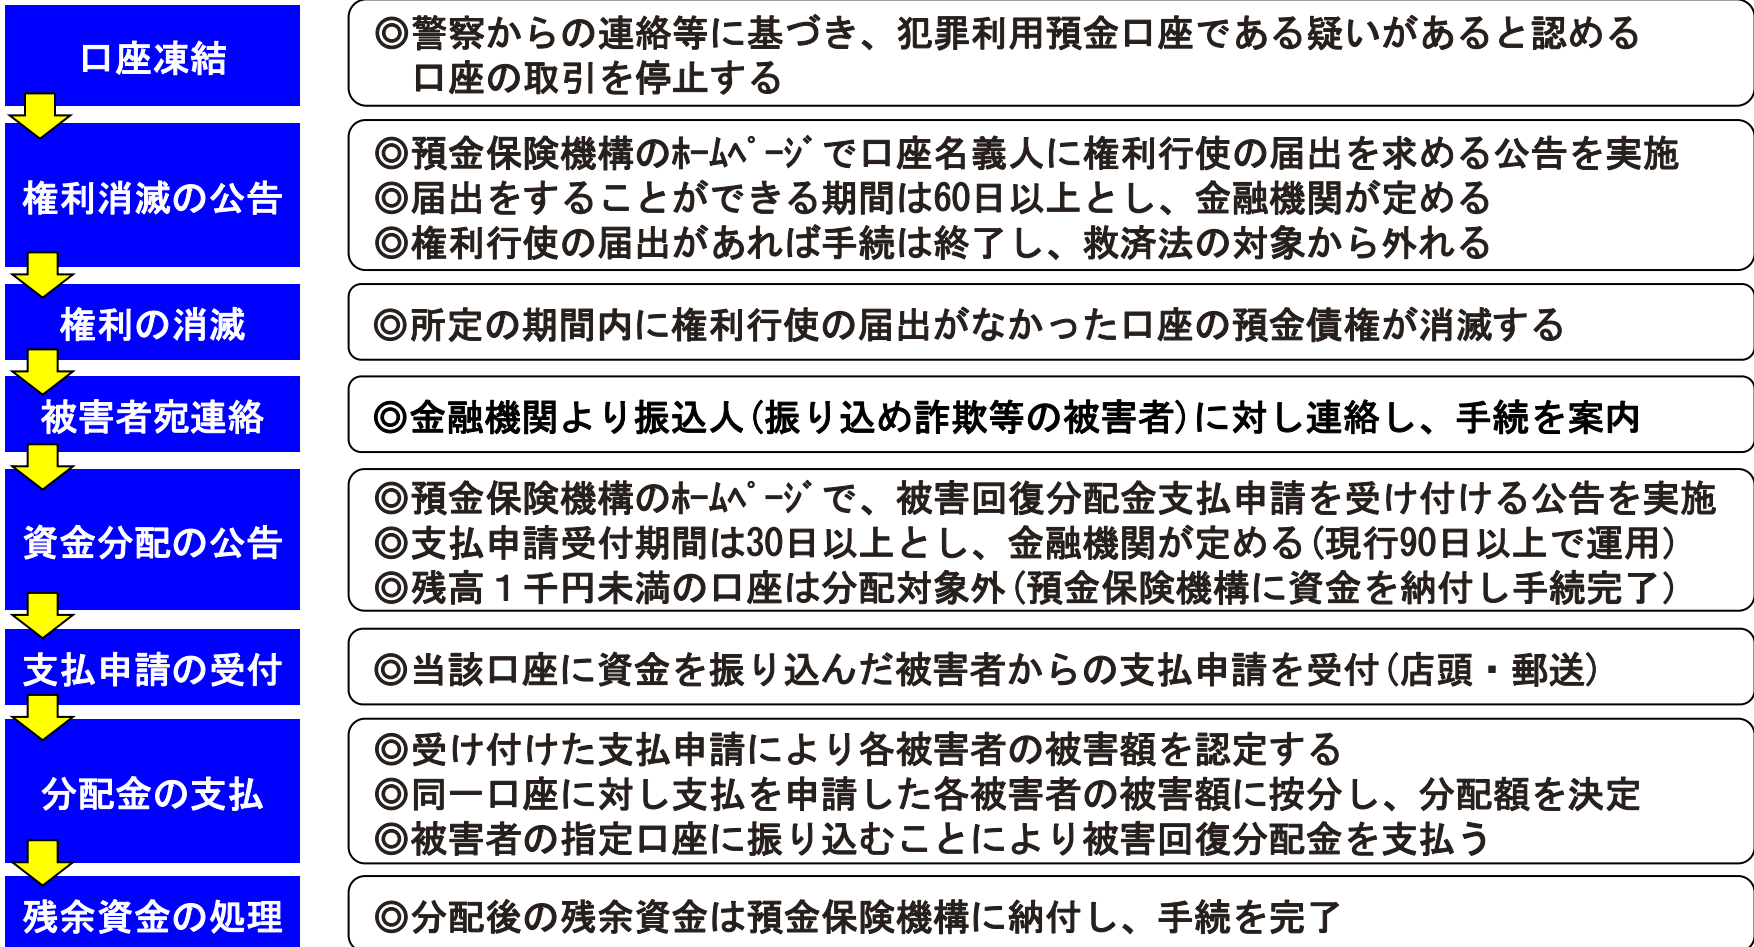 口座凍結
◎警察からの連絡等に基づき、犯罪利用預金口座である疑いがあると認める
口座の取引を停止する
権利消滅の公告
◎預金保険機構のﾎｰﾑﾍﾟｰｼﾞで口座名義人に権利行使の届出を求める公告を実施
◎届出をすることができる期間は60日以上とし、金融機関が定める
◎権利行使の届出があれば手続は終了し、救済法の対象から外れる
権利の消滅
◎所定の期間内に権利行使の届出がなかった口座の預金債権が消滅する
被害者宛連絡
◎金融機関より振込人(振り込め詐欺等の被害者)に対し連絡し、手続を案内
資金分配の公告
◎預金保険機構のﾎｰﾑﾍﾟｰｼﾞで、被害回復分配金支払申請を受け付ける公告を実施
◎支払申請受付期間は30日以上とし、金融機関が定める(現行90日以上で運用)
◎残高１千円未満の口座は分配対象外(預金保険機構に資金を納付し手続完了)
支払申請の受付
◎当該口座に資金を振り込んだ被害者からの支払申請を受付(店頭・郵送)
分配金の支払
◎受け付けた支払申請により各被害者の被害額を認定する
◎同一口座に対し支払を申請した各被害者の被害額に按分し、分配額を決定
◎被害者の指定口座に振り込むことにより被害回復分配金を支払う
残余資金の処理
◎分配後の残余資金は預金保険機構に納付し、手続を完了